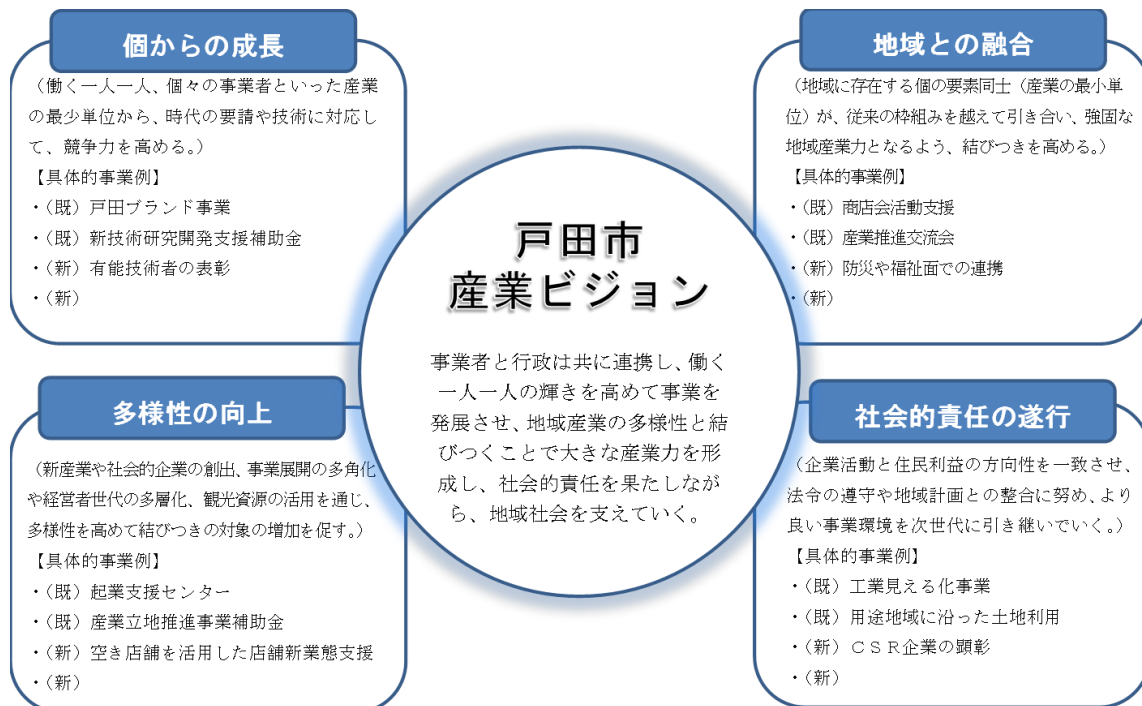 個からの成長
（働く一人一人、個々の事業者といった産業
の最少単位から、時代の要請や技術に対応し
て、競争力を高める。）
【具体的事業例】
・（既）戸田ブランド事業
・（既）新技術研究開発支援補助金
・（新）有能技術者の表彰
・（新）
地域との融合
（地域に存在する個の要素同士（産業の最小単
位）が、従来の枠組みを越えて引き合い、強固な
地域産業力となるよう、結びつきを高める。）
【具体的事業例】
・（既）商店会活動支援
・（既）産業推進交流会
・（新）防災や福祉面での連携
・（新）
戸田市
産業ビジョン
事業者と行政は共に連携し、働く
一人一人の輝きを高めて事業を
発展させ、地域産業の多様性と結
びつくことで大きな産業力を形
成し、社会的責任を果たしなが
ら、地域社会を支えていく。
多様性の向上
（新産業や社会的企業の創出、事業展開の多角化
や経営者世代の多層化、観光資源の活用を通じ、
多様性を高めて結びつきの対象の増加を促す。）
【具体的事業例】
・（既）起業支援センター
・（既）産業立地推進事業補助金
・（新）空き店舗を活用した店舗新業態支援
・（新）
社会的責任の遂行
（企業活動と住民利益の方向性を一致させ、
法令の遵守や地域計画との整合に努め、より
良い事業環境を次世代に引き継いでいく。）
【具体的事業例】
・（既）工業見える化事業
・（既）用途地域に沿った土地利用
・（新）ＣＳＲ企業の顕彰
・（新）